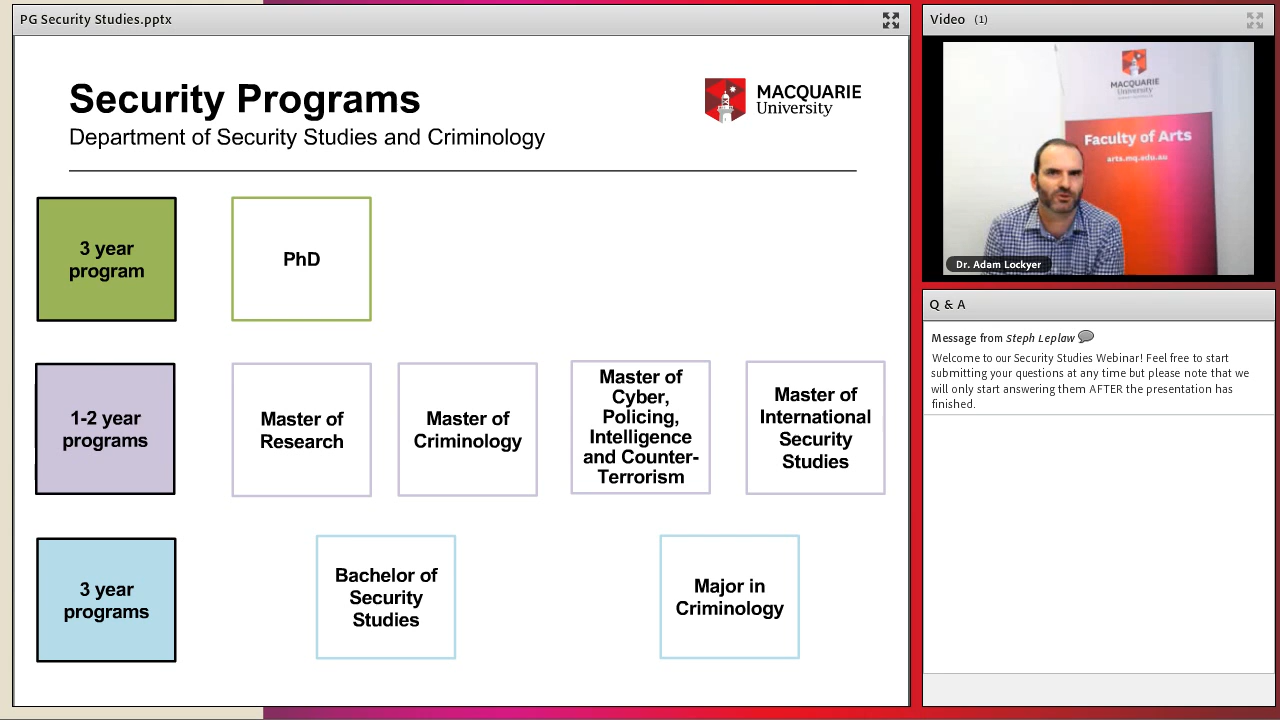 PG Security Studies.pptx
Security Programs
Department of Security Studies and Criminology
MACQUARIE
University
3 year
program
PhD
1-2 year
programs
Master of
Research
Master of
Criminology
Master of
Cyber,
Policing,
Intelligence
and Counter-
Terrorism
Master of
International
Security
Studies
3 year
programs
Bachelor of
Security
Studies
Major in
Criminology
Video (1)
MACQUARIE
University
Faculty of Arts
arts.mq.edu.au
Dr. Adam Lockyer
Q & A
Message from Steph Leplaw
Welcome to our Security Studies Webinar! Feel free to start
submitting your questions at any time but please note that we
will only start answering them AFTER the presentation has
finished.